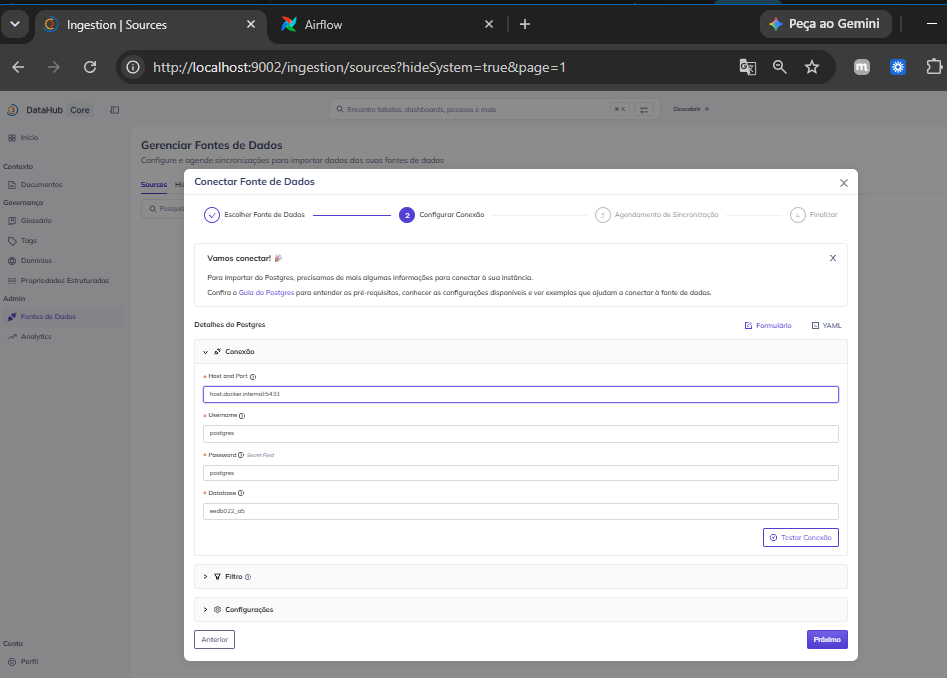 Ingestion | Sources
Airflow
Peça ao Gemini
http://localhost:9002/ingestion/sources?hideSystem=true&page=1
DataHub Core
Encontre tabelas, dashboards, pessoas e mais
⌘ K
Descobrir
Início
Contexto
Documentos
Governança
Glossário
Tags
Domínios
Propriedades Estruturadas
Admin
Fontes de Dados
Analytics
Conta
Perfil
Gerenciar Fontes de Dados
Configure e agende sincronizações para importar dados das suas fontes de dados
Sources
Pesquis
Conectar Fonte de Dados
Escolher Fonte de Dados
2 Configurar Conexão
3 Agendamento de Sincronização
4 Finalizar
Vamos conectar!
Para importar do Postgres, precisamos de mais algumas informações para conectar à sua instância.
Confira o Guia do Postgres para entender os pré-requisitos, conhecer as configurações disponíveis e ver exemplos que ajudam a conectar à fonte de dados.
Detalhes do Postgres
Formulário
YAML
Conexão
* Host and Port
host.docker.internal:5433
* Username
postgres
* Password Secret Field
postgres
* Database
eedb022_a5
Testar Conexão
Filtro
Configurações
Anterior
Próximo